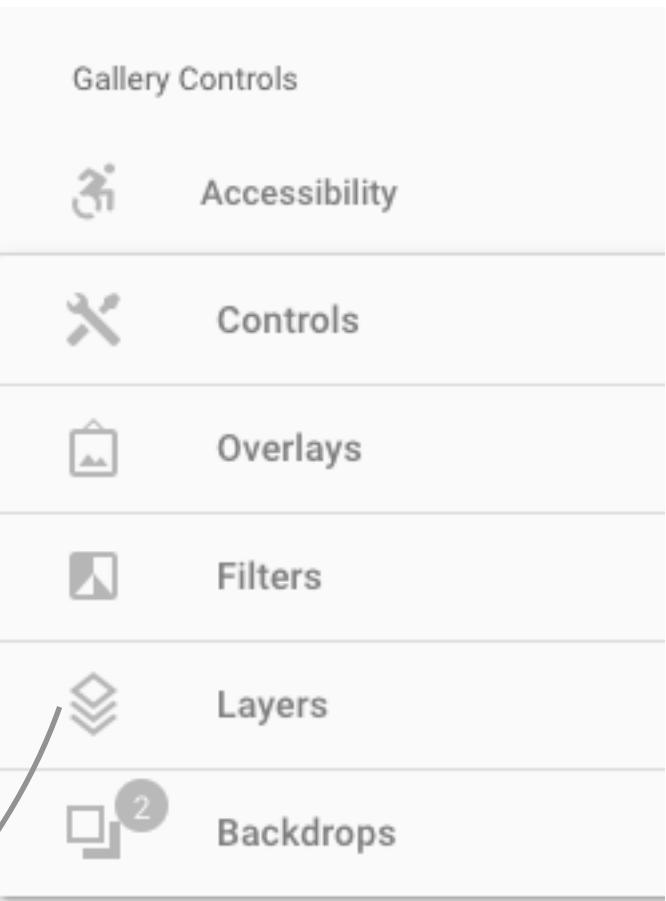 Gallery Controls
Accessibility
Controls
Overlays
Filters
Layers
2
Backdrops